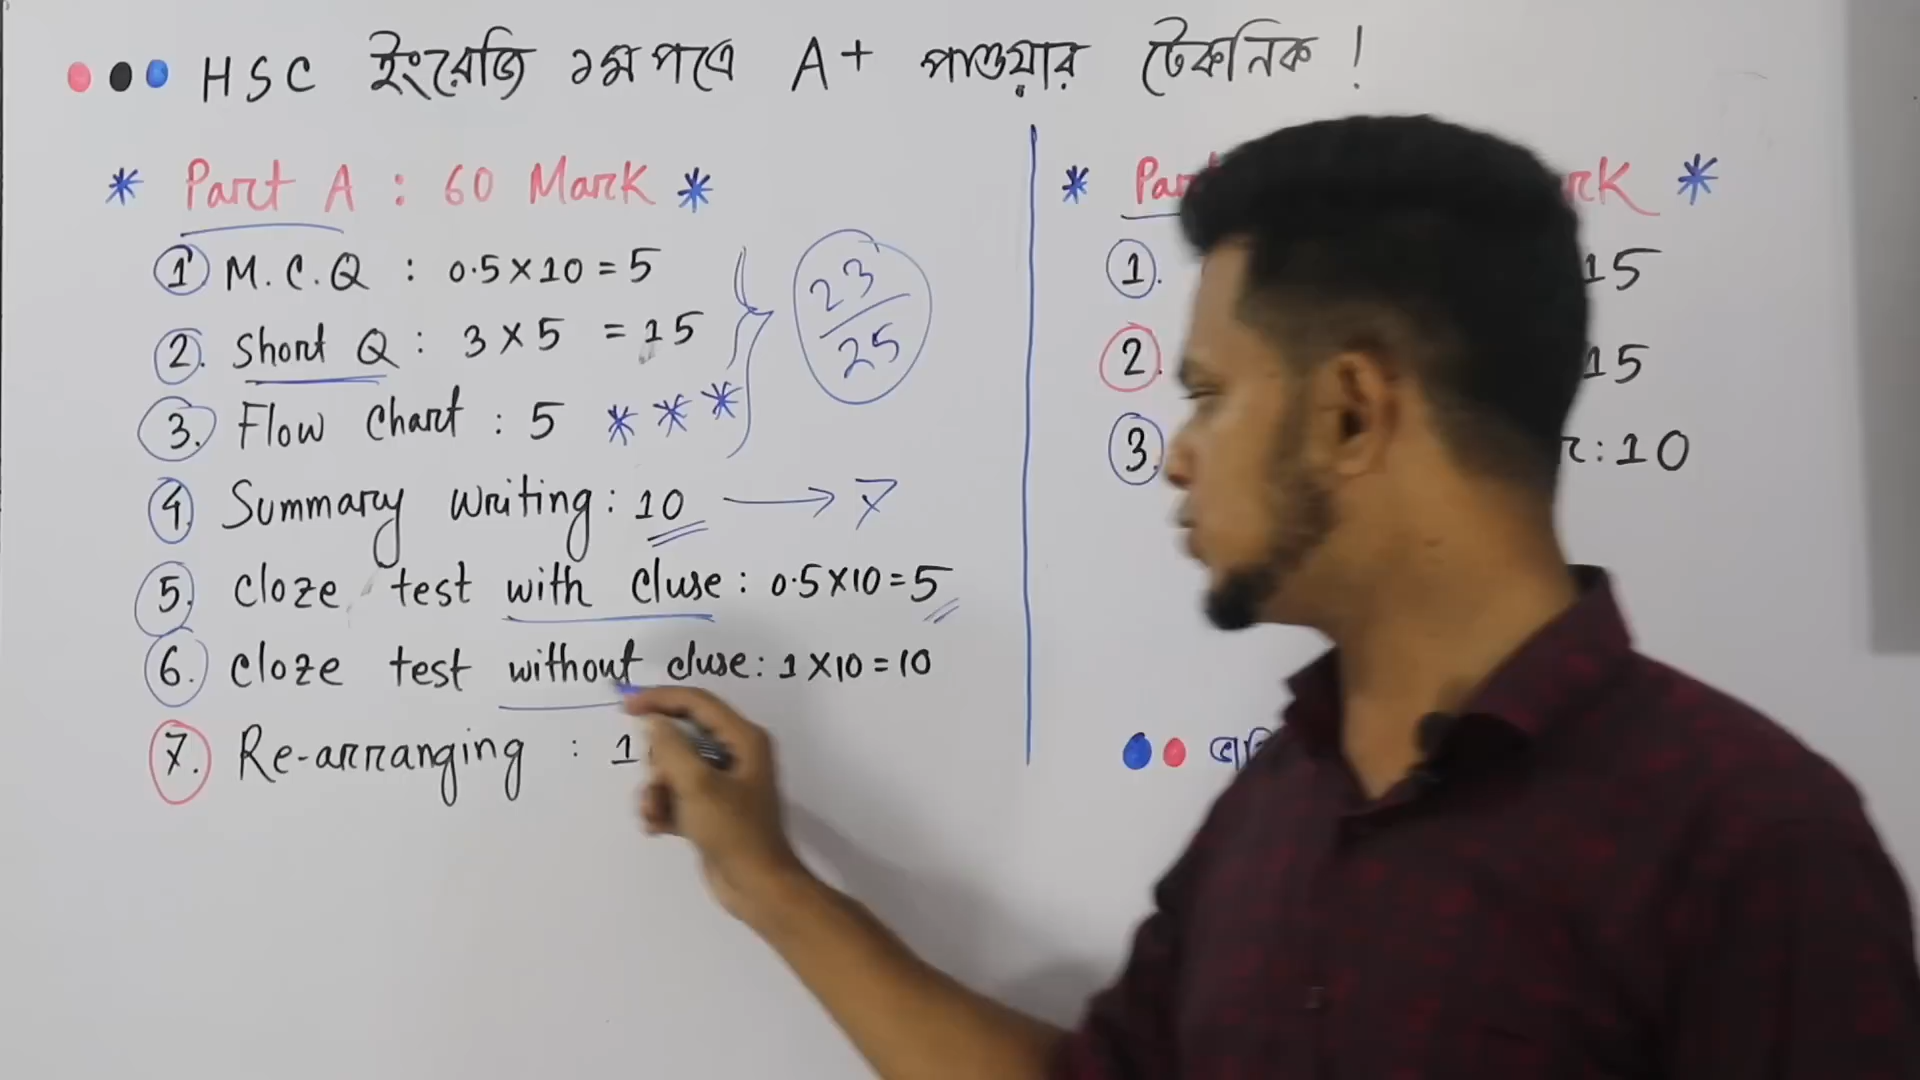 HSC ইংরেজি ১ম পত্রে A+ পাওয়ার টেকনিক !
* Part A : 60 Mark *
1 M.C.Q : 0.5 × 10 = 5
2. Short Q : 3 × 5 = 15
3. Flow Chart : 5 * * *
23/25
4 Summary writing : 10 → 7
5. Cloze test with cluse : 0.5×10 = 5
6. Cloze test without cluse : 1 ×10 = 10
7. Re-arranging : 1
* Par rk *
1. 15
2. 15
3. r : 10